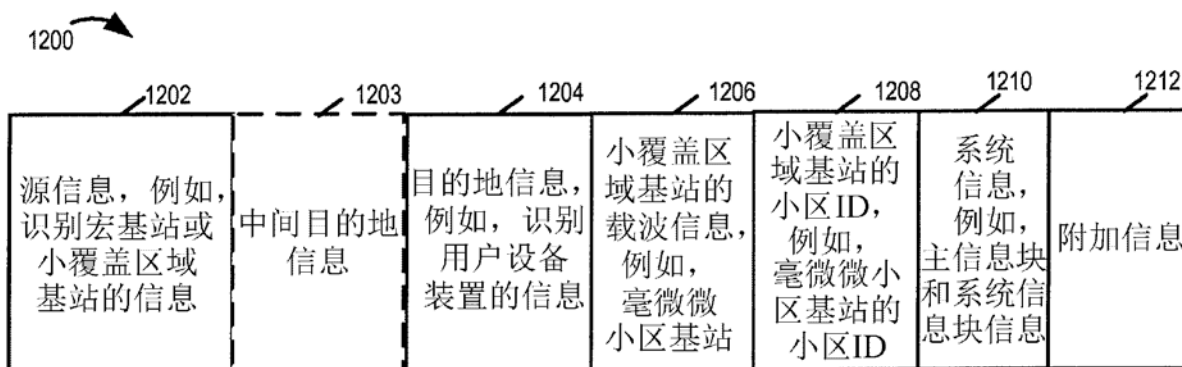 1200
1202
1203
1204
1206
1208
1210
1212
源信息，例如，
识别宏基站或
小覆盖区域
基站的信息
中间目的地
信息
目的地信息，
例如，识别
用户设备
装置的信息
小覆盖区
域基站的
载波信息，
例如，
毫微微
小区基站
小覆盖区
域基站的
小区ID，
例如，
毫微微小
区基站的
小区ID
系统
信息，
例如，
主信息块
和系统信
息块信息
附加信息